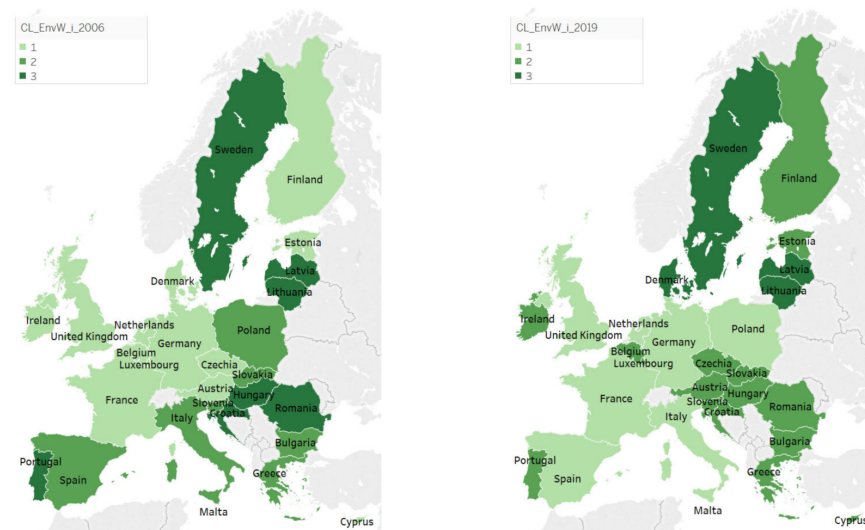 CL_EnvW_i_2006
1
2
3
Sweden
Finland
Estonia
Latvia
Lithuania
Denmark
Ireland
United Kingdom
Netherlands
Belgium
Luxembourg
Germany
Poland
Czechia
Slovakia
Austria
Hungary
Slovenia
Croatia
Romania
France
Italy
Bulgaria
Portugal
Spain
Greece
Malta
Cyprus
CL_EnvW_i_2019
1
2
3
Sweden
Finland
Estonia
Latvia
Lithuania
Denmark
Ireland
United Kingdom
Netherlands
Belgium
Luxembourg
Germany
Poland
Czechia
Slovakia
Austria
Hungary
Slovenia
Croatia
Romania
France
Italy
Bulgaria
Portugal
Spain
Greece
Malta
Cyprus